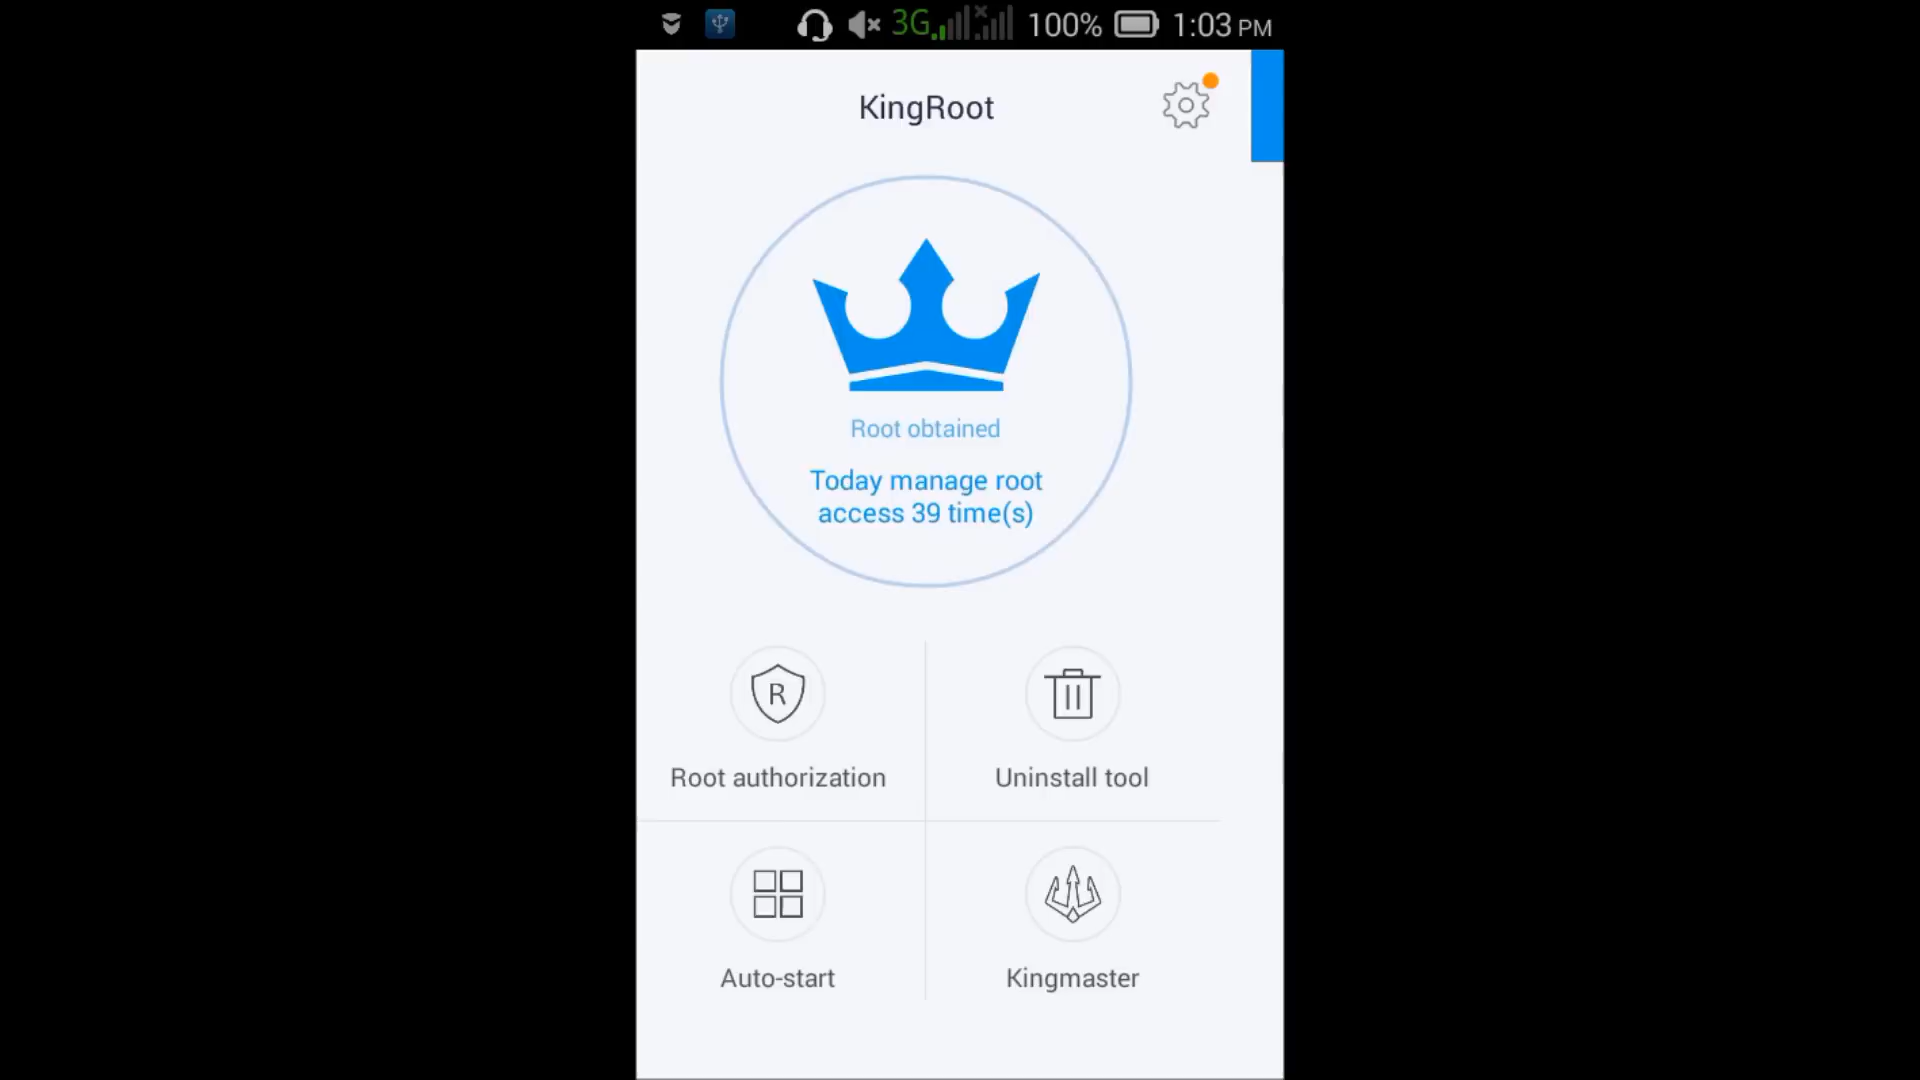 3G 100% 1:03 PM
KingRoot
Root obtained
Today manage root
access 39 time(s)
R
Root authorization
Uninstall tool
Auto-start
Kingmaster